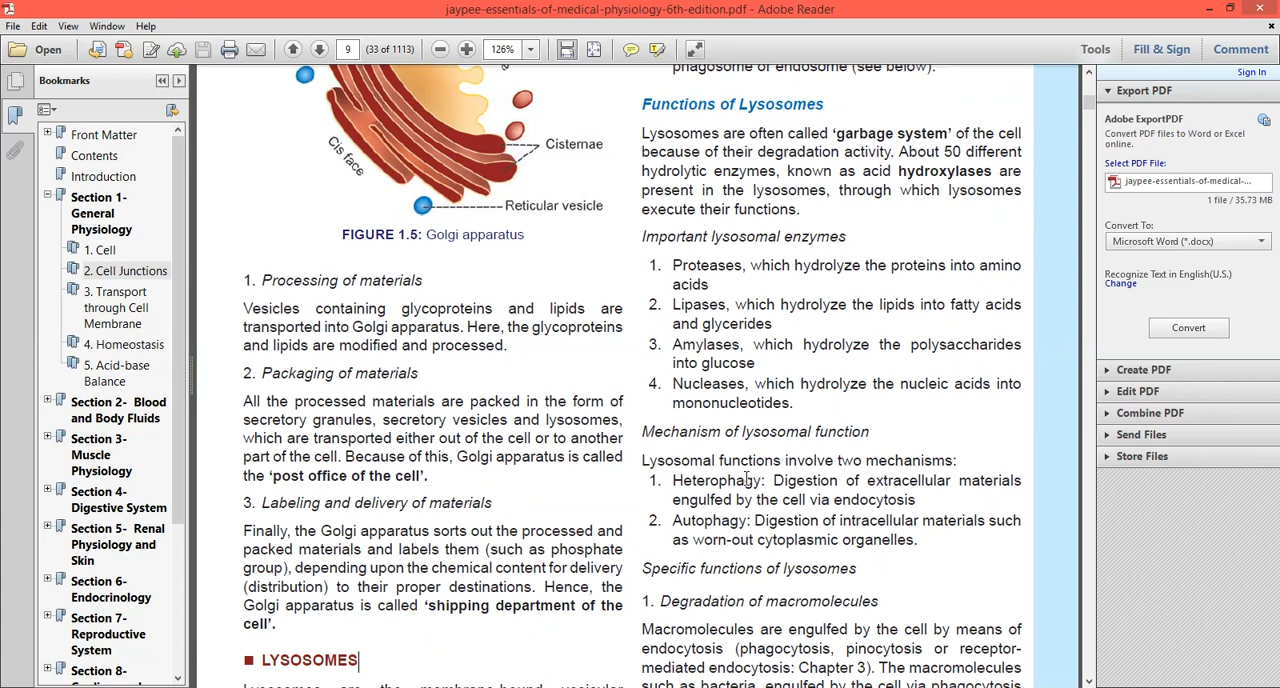 jaypee-essentials-of-medical-physiology-6th-edition.pdf - Adobe Reader
File Edit View Window Help
Open
9 (33 of 1113)
126%
Tools Fill & Sign Comment
Bookmarks
Front Matter
Contents
Introduction
Section 1-
General
Physiology
1. Cell
2. Cell Junctions
3. Transport
through Cell
Membrane
4. Homeostasis
5. Acid-base
Balance
Section 2- Blood
and Body Fluids
Section 3-
Muscle
Physiology
Section 4-
Digestive System
Section 5- Renal
Physiology and
Skin
Section 6-
Endocrinology
Section 7-
Reproductive
System
Section 8-
Cis face
Cisternae
Reticular vesicle
FIGURE 1.5: Golgi apparatus
1. Processing of materials
Vesicles containing glycoproteins and lipids are
transported into Golgi apparatus. Here, the glycoproteins
and lipids are modified and processed.
2. Packaging of materials
All the processed materials are packed in the form of
secretory granules, secretory vesicles and lysosomes,
which are transported either out of the cell or to another
part of the cell. Because of this, Golgi apparatus is called
the 'post office of the cell'.
3. Labeling and delivery of materials
Finally, the Golgi apparatus sorts out the processed and
packed materials and labels them (such as phosphate
group), depending upon the chemical content for delivery
(distribution) to their proper destinations. Hence, the
Golgi apparatus is called 'shipping department of the
cell'.
LYSOSOMES
Lysosomes are the membrane-bound vesicular
phagosome or endosome (see below).
Functions of Lysosomes
Lysosomes are often called 'garbage system' of the cell
because of their degradation activity. About 50 different
hydrolytic enzymes, known as acid hydroxylases are
present in the lysosomes, through which lysosomes
execute their functions.
Important lysosomal enzymes
1. Proteases, which hydrolyze the proteins into amino
acids
2. Lipases, which hydrolyze the lipids into fatty acids
and glycerides
3. Amylases, which hydrolyze the polysaccharides
into glucose
4. Nucleases, which hydrolyze the nucleic acids into
mononucleotides.
Mechanism of lysosomal function
Lysosomal functions involve two mechanisms:
1. Heterophagy: Digestion of extracellular materials
engulfed by the cell via endocytosis
2. Autophagy: Digestion of intracellular materials such
as worn-out cytoplasmic organelles.
Specific functions of lysosomes
1. Degradation of macromolecules
Macromolecules are engulfed by the cell by means of
endocytosis (phagocytosis, pinocytosis or receptor-
mediated endocytosis: Chapter 3). The macromolecules
such as bacteria, engulfed by the cell via phagocytosis
Sign In
Export PDF
Adobe ExportPDF
Convert PDF files to Word or Excel
online.
Select PDF File:
jaypee-essentials-of-medical-...
1 file / 35.73 MB
Convert To:
Microsoft Word (*.docx)
Recognize Text in English(U.S.)
Change
Convert
Create PDF
Edit PDF
Combine PDF
Send Files
Store Files